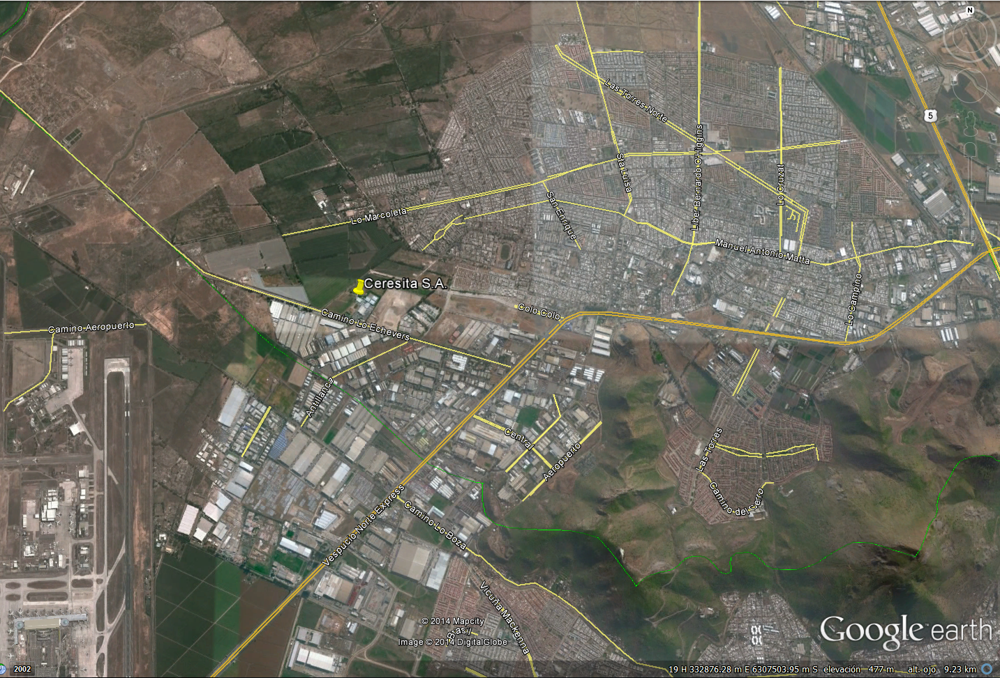 N
Las Torres Norte
5
Liber Bernardo O'Higgins
Sta Luisa
Lo Cruzat
San Enrique
Lo Marcoleta
Manuel Antonio Matta
Ceresita S.A.
Lo Campino
Colo Colo
Camino Lo Echevers
Camino Aeropuerto
Antillanca
Central
Las Torres
Aeropuerto
Camino del Cerro
Vespucio Norte Express
Camino Lo Boza
Vicuña Mackenna
© 2014 Mapcity
Brasil
Image © 2014 DigitalGlobe
Google earth
2002
19 H 332876.28 m E 6307503.95 m S elevación 477 m alt. ojo 9.23 km